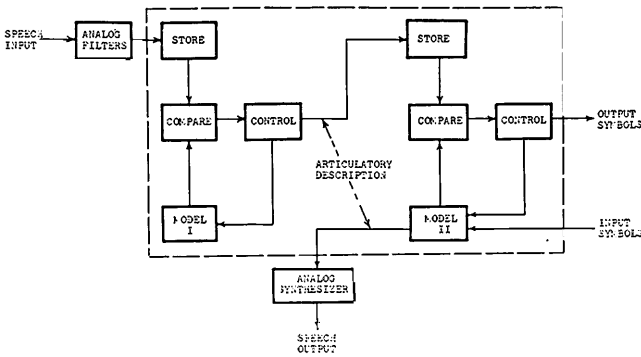 SPEECH
INPUT
ANALOG
FILTERS
STORE
STORE
COMPARE
CONTROL
COMPARE
CONTROL
OUTPUT
SYMBOLS
ARTICULATORY
DESCRIPTION
MODEL
I
MODEL
II
INPUT
SYMBOLS
ANALOG
SYNTHESIZER
SPEECH
OUTPUT